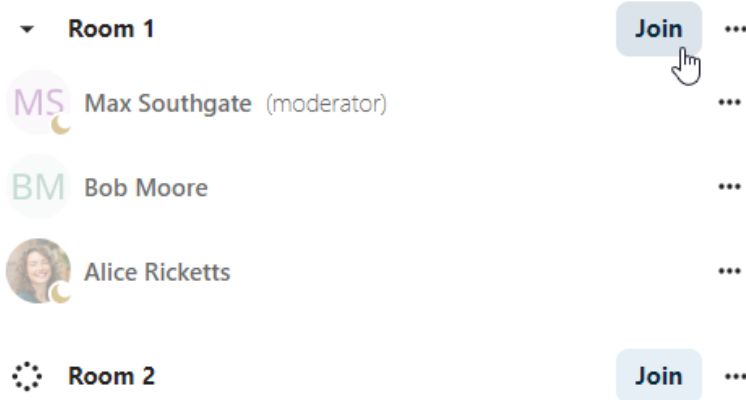 Room 1 Join
MS Max Southgate (moderator)
BM Bob Moore
Alice Ricketts
Room 2 Join